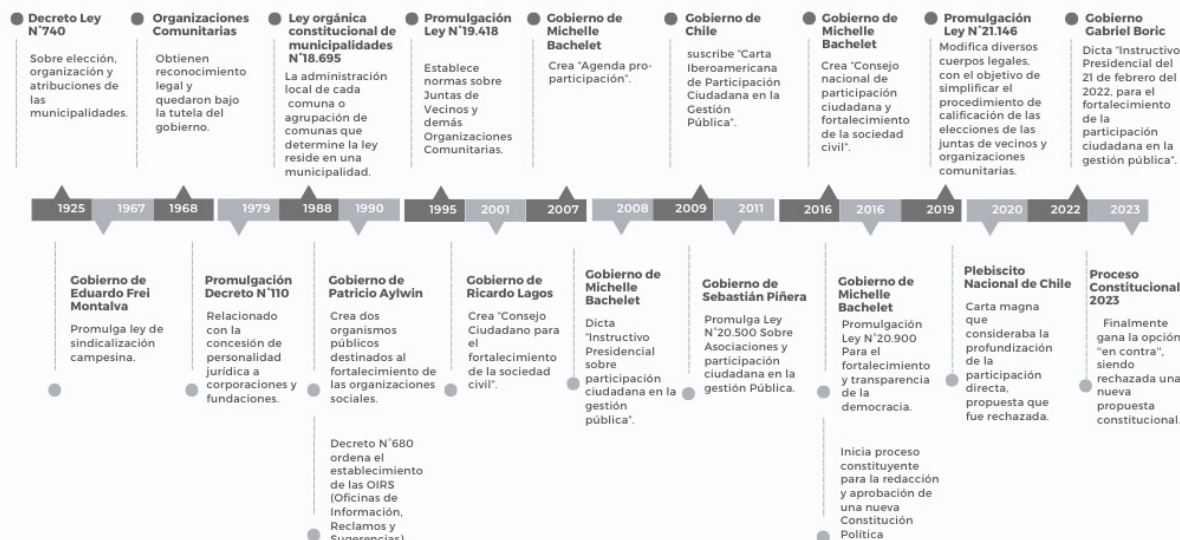 Decreto Ley
N°740
Sobre elección,
organización y
atribuciones de
las
municipalidades.
Organizaciones
Comunitarias
Obtienen
reconocimiento
legal y
quedaron bajo
la tutela del
gobierno.
Ley orgánica
constitucional de
municipalidades
N°18.695
La administración
local de cada
comuna o
agrupación de
comunas que
determine la ley
reside en una
municipalidad.
Promulgación
Ley N°19.418
Establece
normas sobre
Juntas de
Vecinos y
demás
Organizaciones
Comunitarias.
Gobierno de
Michelle
Bachelet
Crea "Agenda pro-
participación".
Gobierno de
Chile
suscribe "Carta
Iberoamericana
de Participación
Ciudadana en la
Gestión
Pública".
Gobierno de
Michelle
Bachelet
Crea "Consejo
nacional de
participación
ciudadana y
fortalecimiento
de la sociedad
civil".
Promulgación
Ley N°21.146
Modifica diversos
cuerpos legales,
con el objetivo de
simplificar el
procedimiento de
calificación de las
elecciones de las
juntas de vecinos y
organizaciones
comunitarias.
Gobierno
Gabriel Boric
Dicta "Instructivo
Presidencial del
21 de febrero del
2022, para el
fortalecimiento
de la
participación
ciudadana en la
gestión pública".
1925 1967 1968 1979 1988 1990 1995 2001 2007 2008 2009 2011 2016 2016 2019 2020 2022 2023
Gobierno de
Eduardo Frei
Montalva
Promulga ley de
sindicalización
campesina.
Promulgación
Decreto N°110
Relacionado
con la
concesión de
personalidad
jurídica a
corporaciones y
fundaciones.
Gobierno de
Patricio Aylwin
Crea dos
organismos
públicos
destinados al
fortalecimiento de
las organizaciones
sociales.
Decreto N°680
ordena el
establecimiento
de las OIRS
(Oficinas de
Información,
Reclamos y
Sugerencias)
Gobierno de
Ricardo Lagos
Crea "Consejo
Ciudadano para
el
fortalecimiento
de la sociedad
civil".
Gobierno de
Michelle
Bachelet
Dicta
"Instructivo
Presidencial
sobre
participación
ciudadana en la
gestión
pública".
Gobierno de
Sebastián Piñera
Promulga Ley
N°20.500 Sobre
Asociaciones y
participación
ciudadana en la
gestión Pública.
Gobierno de
Michelle
Bachelet
Promulgación
Ley N°20.900
Para el
fortalecimiento
y transparencia
de la
democracia.
Inicia proceso
constituyente
para la redacción
y aprobación de
una nueva
Constitución
Política
Plebiscito
Nacional de Chile
Carta magna
que
consideraba la
profundización
de la
participación
directa,
propuesta que
fue rechazada.
Proceso
Constitucional
2023
Finalmente
gana la opción
"en contra",
siendo
rechazada una
nueva
propuesta
constitucional.